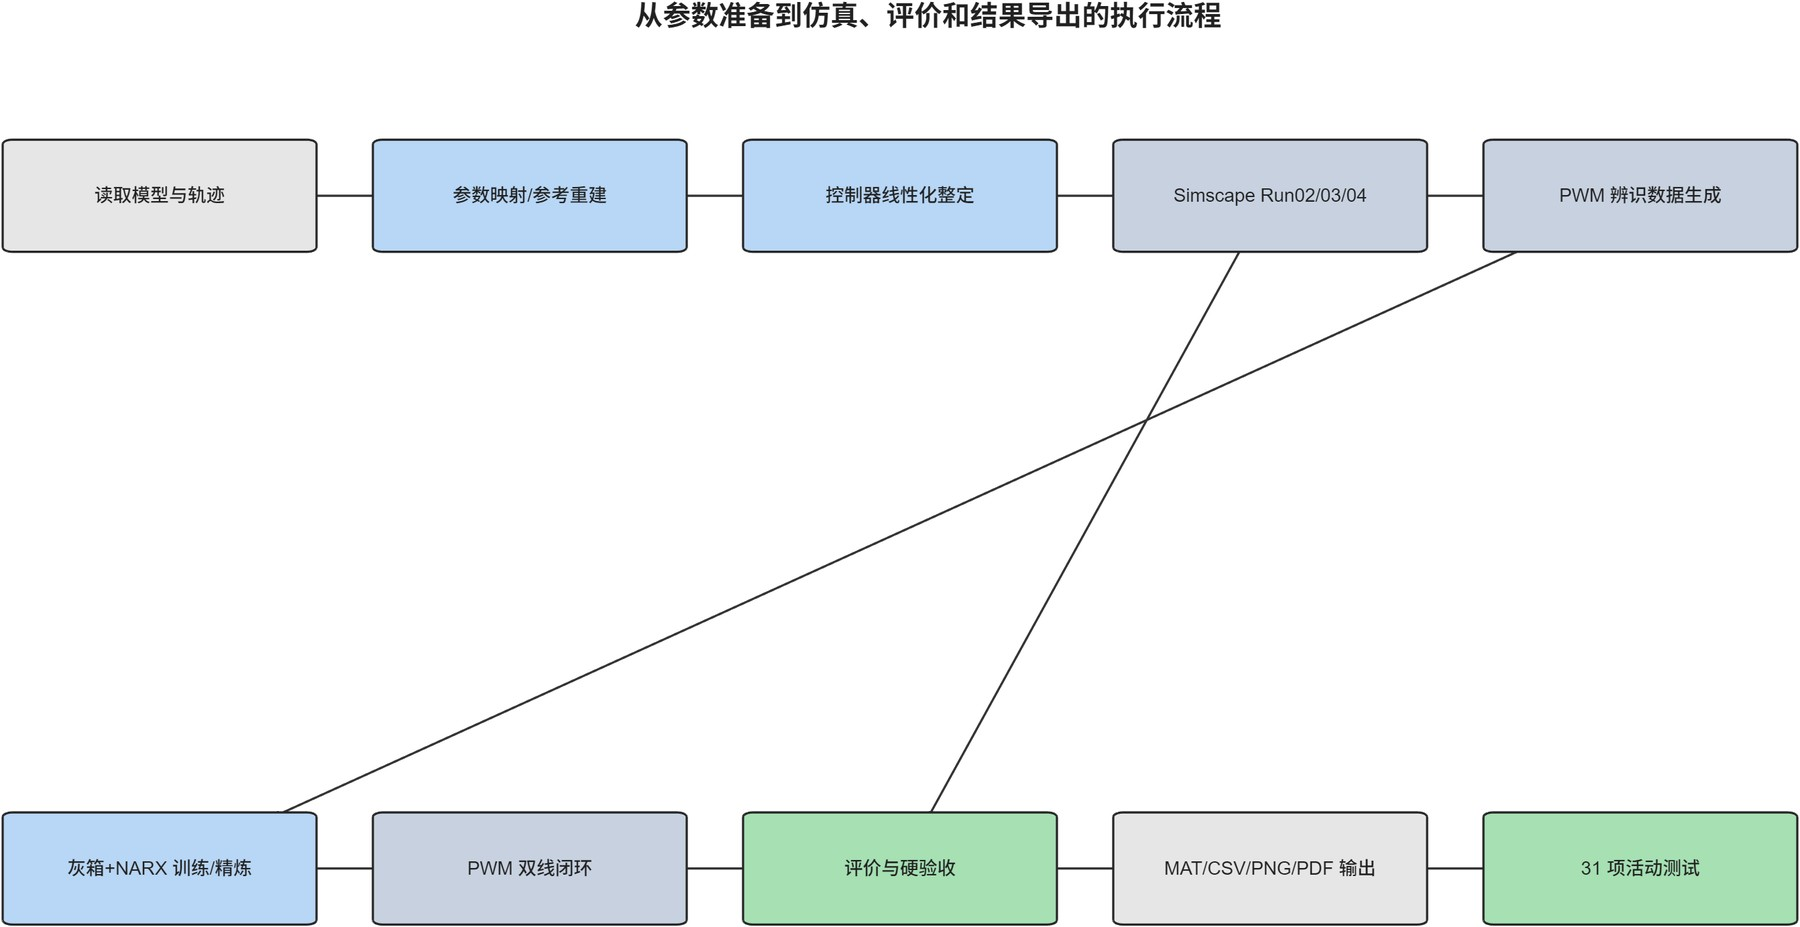 从参数准备到仿真、评价和结果导出的执行流程
读取模型与轨迹
参数映射/参考重建
控制器线性化整定
Simscape Run02/03/04
PWM 辨识数据生成
灰箱+NARX 训练/精炼
PWM 双线闭环
评价与硬验收
MAT/CSV/PNG/PDF 输出
31 项活动测试